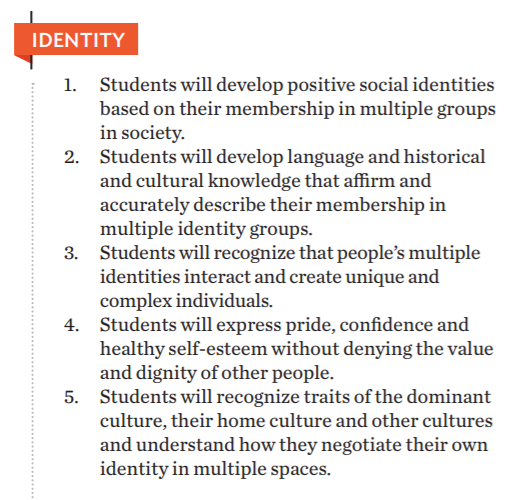 IDENTITY
1. Students will develop positive social identities
based on their membership in multiple groups
in society.
2. Students will develop language and historical
and cultural knowledge that affirm and
accurately describe their membership in
multiple identity groups.
3. Students will recognize that people’s multiple
identities interact and create unique and
complex individuals.
4. Students will express pride, confidence and
healthy self-esteem without denying the value
and dignity of other people.
5. Students will recognize traits of the dominant
culture, their home culture and other cultures
and understand how they negotiate their own
identity in multiple spaces.